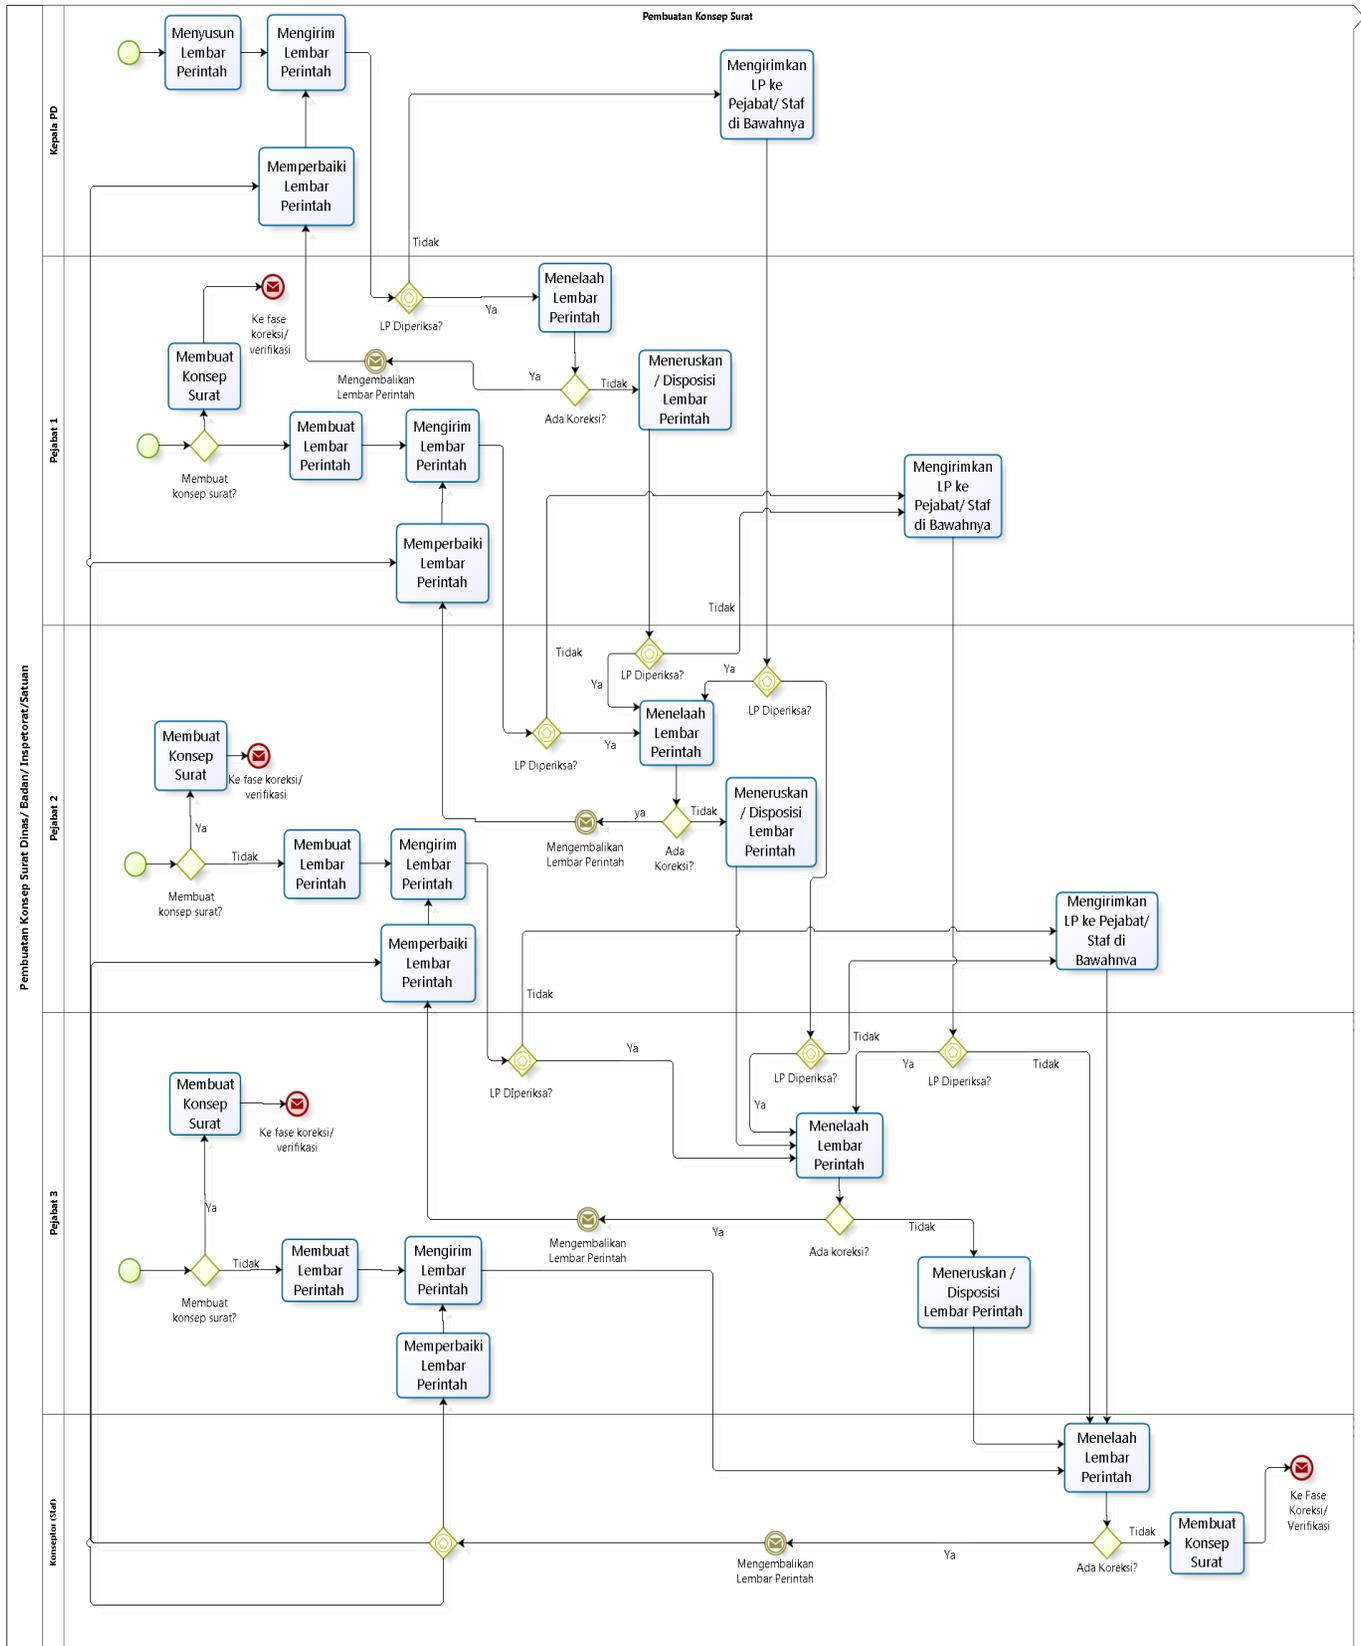 Pembuatan Konsep Surat
Pembuatan Konsep Surat Dinas/ Badan/ Inspetorat/Satuan
Kepala PD
Menyusun
Lembar
Perintah
Mengirim
Lembar
Perintah
Mengirimkan
LP ke
Pejabat/ Staf
di Bawahnya
Memperbaiki
Lembar
Perintah
Tidak
Pejabat 1
Ke fase
koreksi/
verifikasi
LP Diperiksa?
Ya
Menelaah
Lembar
Perintah
Membuat
Konsep
Surat
Mengembalikan
Lembar Perintah
Ya
Ada Koreksi?
Tidak
Meneruskan
/ Disposisi
Lembar
Perintah
Membuat
konsep surat?
Membuat
Lembar
Perintah
Mengirim
Lembar
Perintah
Mengirimkan
LP ke
Pejabat/ Staf
di Bawahnya
Memperbaiki
Lembar
Perintah
Tidak
Pejabat 2
Tidak
LP Diperiksa?
Ya
Ya
LP Diperiksa?
LP Diperiksa?
Ya
Menelaah
Lembar
Perintah
Membuat
Konsep
Surat
Ke fase koreksi/
verifikasi
Mengembalikan
Lembar Perintah
ya
Ada
Koreksi?
Tidak
Meneruskan
/ Disposisi
Lembar
Perintah
Ya
Tidak
Membuat
konsep surat?
Membuat
Lembar
Perintah
Mengirim
Lembar
Perintah
Memperbaiki
Lembar
Perintah
Mengirimkan
LP ke Pejabat/
Staf di
Bawahnva
Tidak
Pejabat 3
LP DIperiksa?
Ya
LP Diperiksa?
Tidak
Ya
Ya
LP Diperiksa?
Tidak
Membuat
Konsep
Surat
Ke fase koreksi/
verifikasi
Menelaah
Lembar
Perintah
Ya
Mengembalikan
Lembar Perintah
Ya
Ada koreksi?
Tidak
Tidak
Membuat
konsep surat?
Membuat
Lembar
Perintah
Mengirim
Lembar
Perintah
Meneruskan /
Disposisi
Lembar Perintah
Memperbaiki
Lembar
Perintah
Konseptor (Staf)
Menelaah
Lembar
Perintah
Ke Fase
Koreksi/
Verifikasi
Mengembalikan
Lembar Perintah
Ya
Ada Koreksi?
Tidak
Membuat
Konsep
Surat